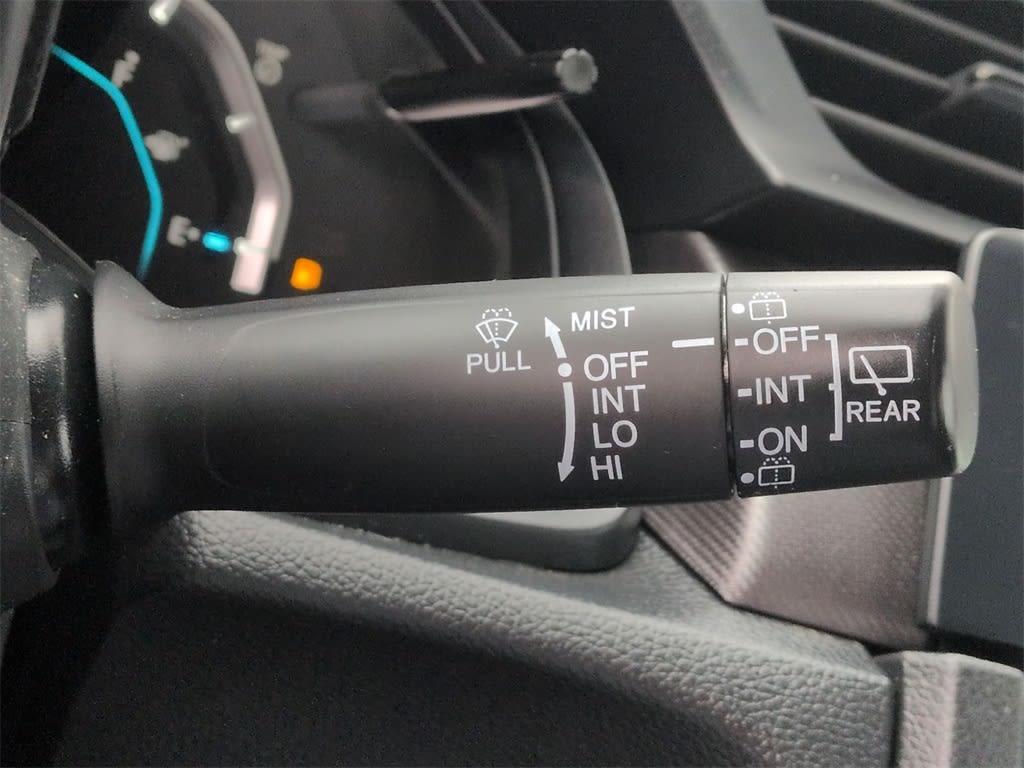 F
E
PULL
MIST
OFF
INT
LO
HI
OFF
INT
ON
REAR